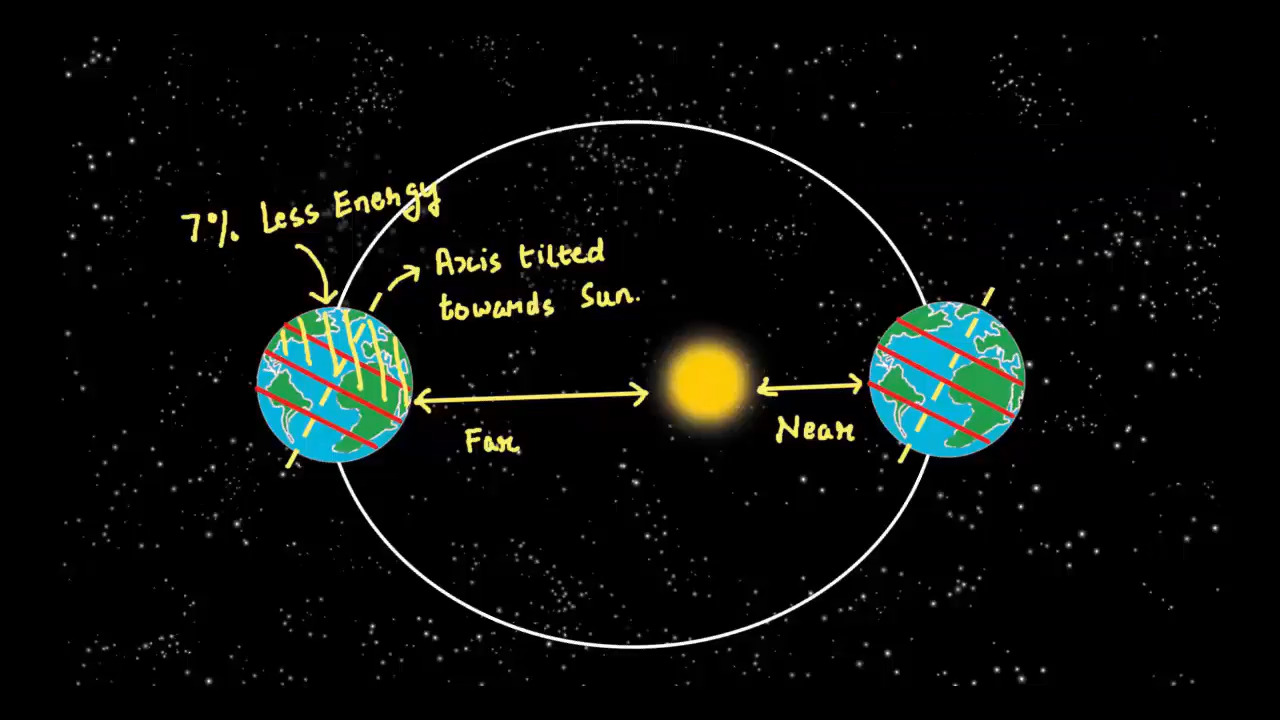 7% Less Energy
Axis tilted
towards Sun.
Far
Near